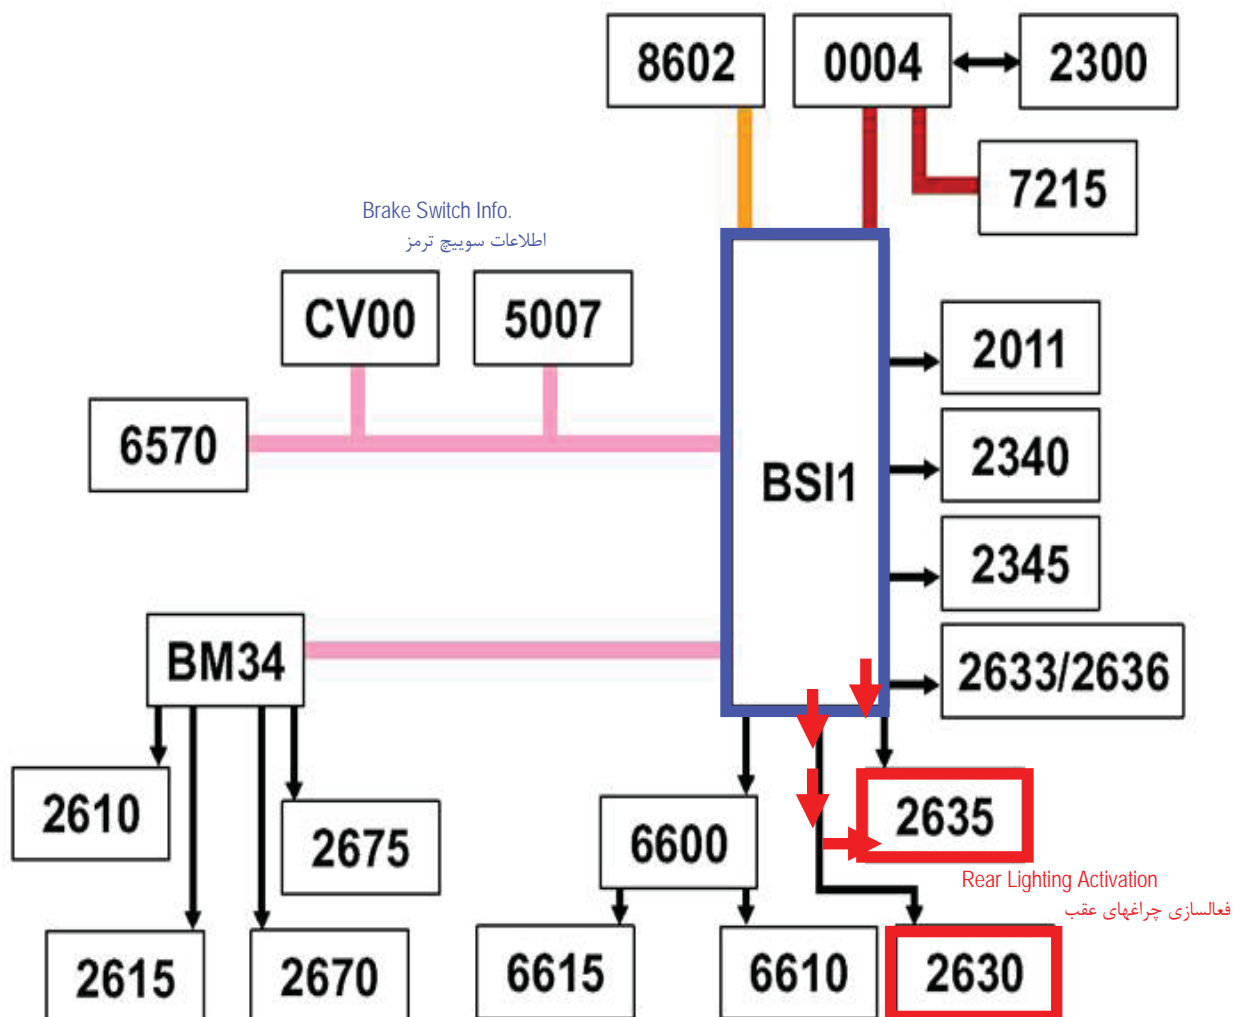 8602
0004
2300
7215
Brake Switch Info.
اطلاعات سوییچ ترمز
CV00
5007
2011
6570
2340
BSI1
2345
BM34
2633/2636
2610
2675
6600
2635
Rear Lighting Activation
فعالسازی چراغهای عقب
2615
2670
6615
6610
2630